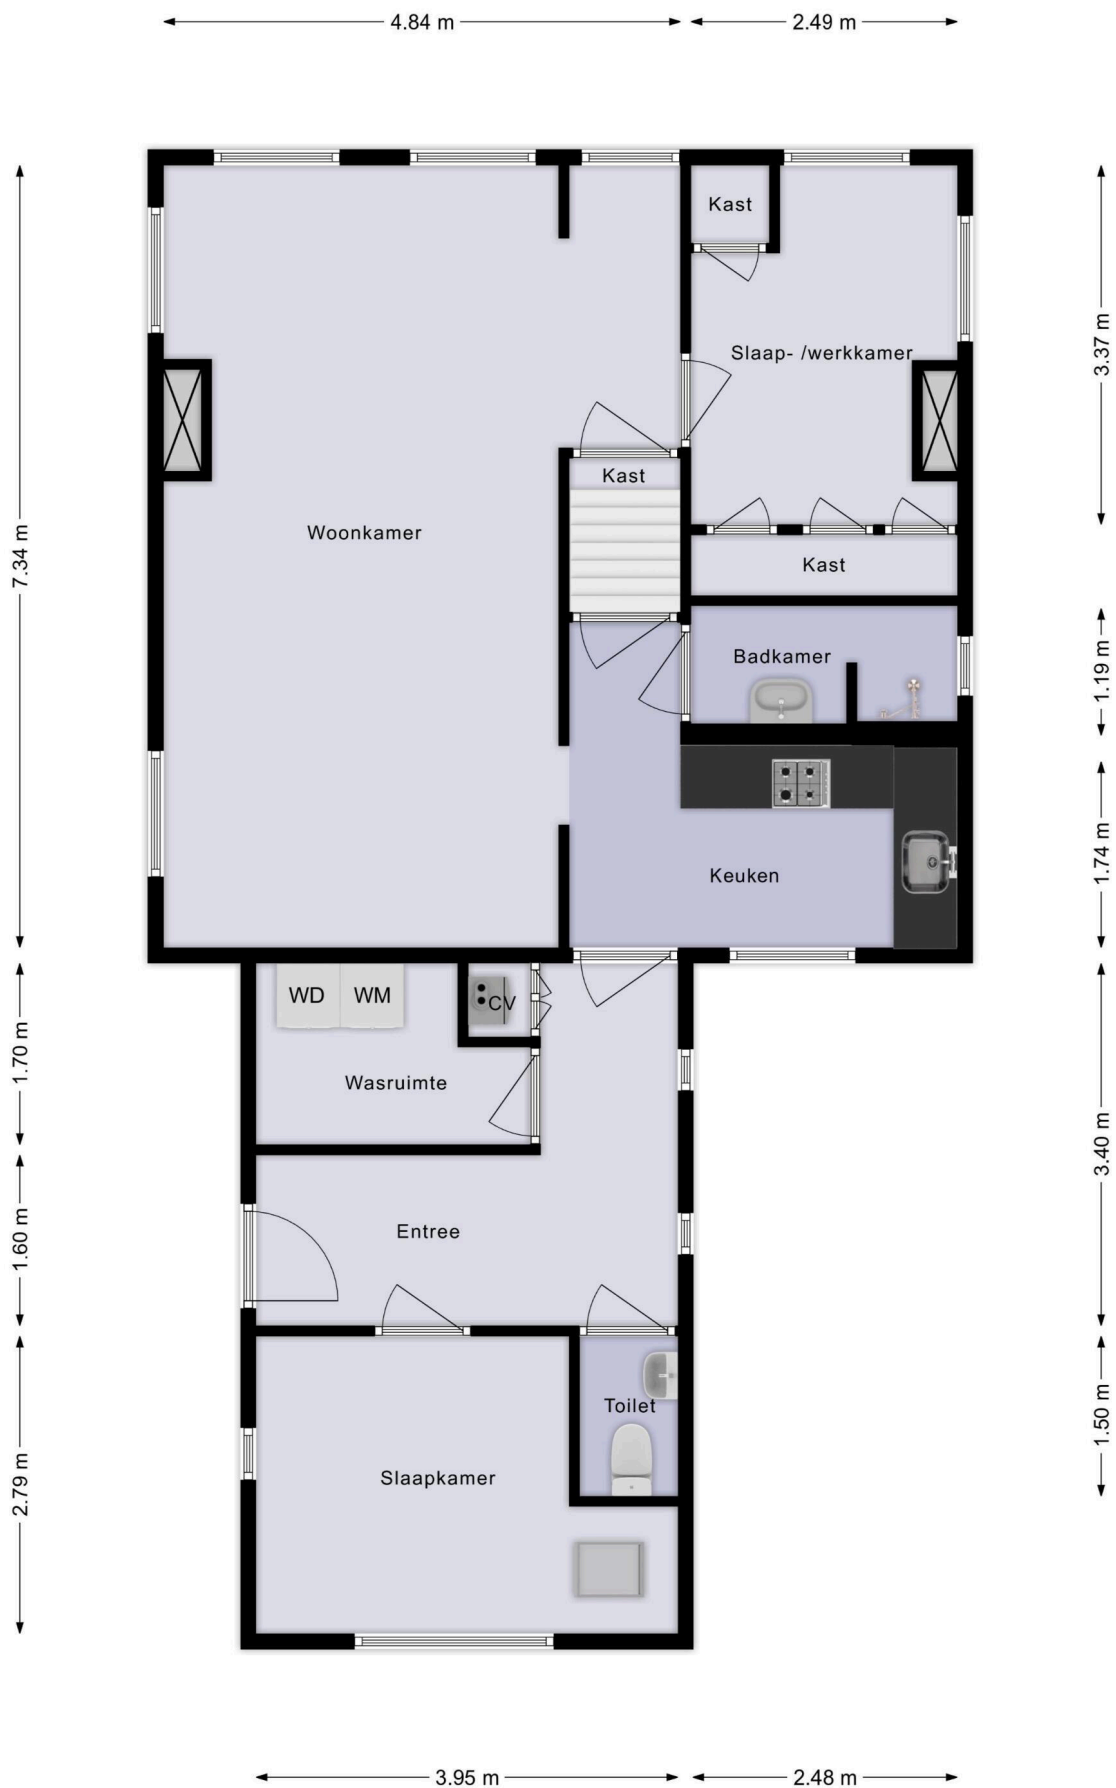 4.84 m
2.49 m
Kast
3.37 m
Slaap- /werkkamer
Kast
7.34 m
Woonkamer
Kast
Badkamer
1.19 m
1.74 m
Keuken
WD
WM
CV
1.70 m
Wasruimte
3.40 m
1.60 m
Entree
Toilet
1.50 m
Slaapkamer
2.79 m
3.95 m
2.48 m